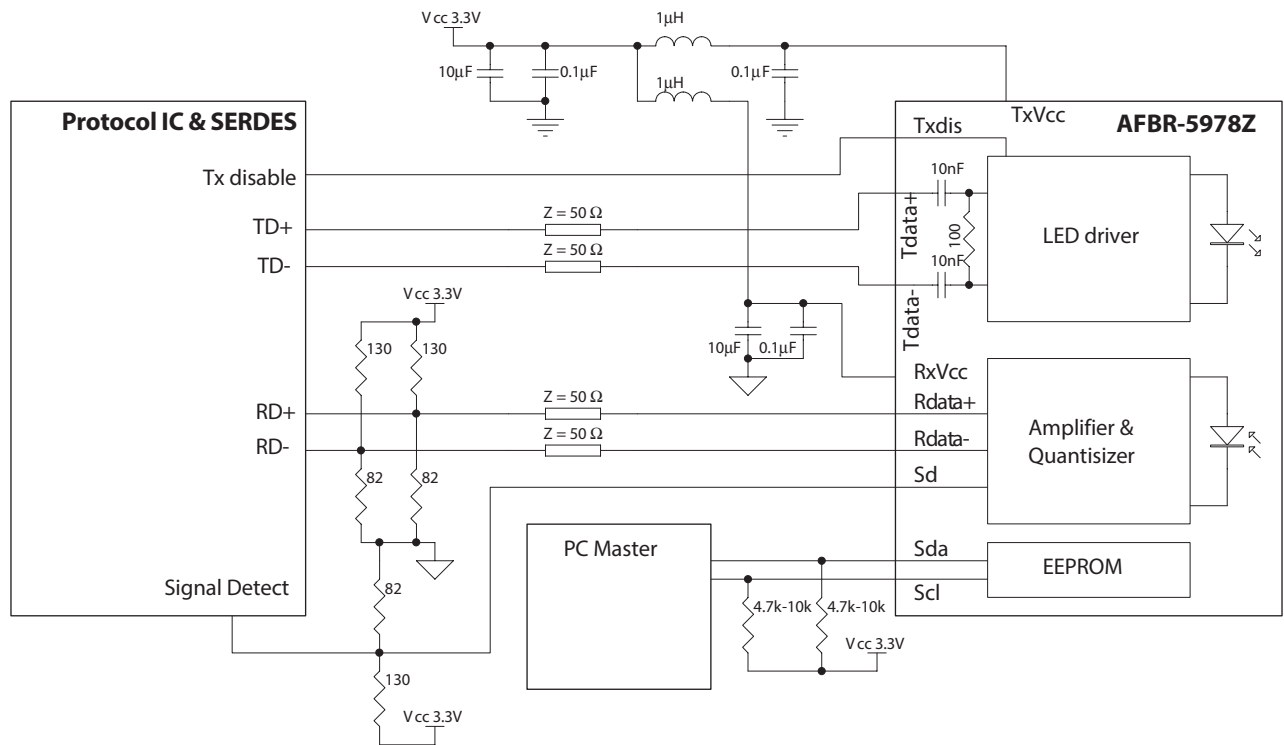 Vcc 3.3V
1µH
10µF
0.1µF
1µH
0.1µF
Protocol IC & SERDES
Tx disable
TD+
TD-
Z = 50 Ω
Z = 50 Ω
Txdis
TxVcc
AFBR-5978Z
10nF
Tdata+
100
10nF
Tdata-
LED driver
Vcc 3.3V
130
130
10µF
0.1µF
RxVcc
RD+
RD-
Z = 50 Ω
Z = 50 Ω
Rdata+
Rdata-
Sd
Amplifier &
Quantisizer
82
82
Signal Detect
82
130
Vcc 3.3V
PC Master
Sda
Scl
EEPROM
4.7k-10k
4.7k-10k
Vcc 3.3V